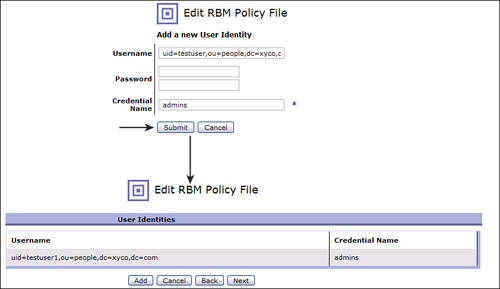 Edit RBM Policy File
Add a new User Identity
Username uid=testuser,ou=people,dc=xyco,c
Password
Credential Name admins *
Submit Cancel
Edit RBM Policy File
User Identities
Username Credential Name
uid=testuser1,ou=people,dc=xyco,dc=com admins
Add Cancel Back Next